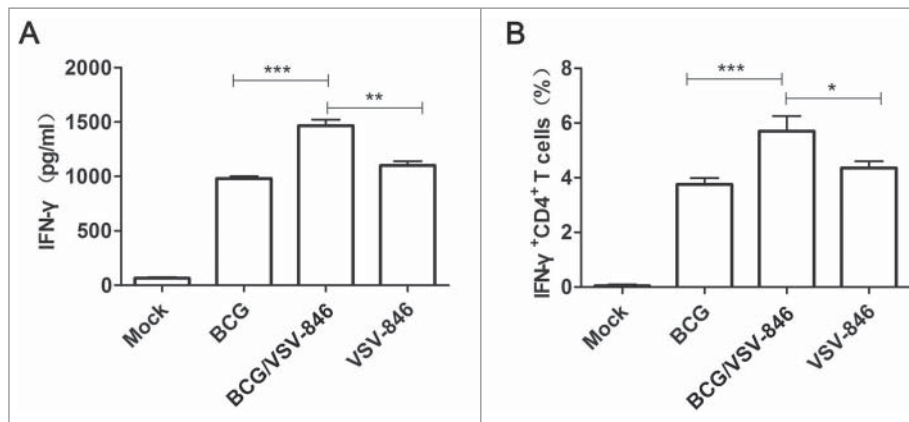 A
IFN-γ (pg/ml)
2000
1500
1000
500
0
***
**
Mock
BCG
BCG/VSV-846
VSV-846
B
IFN-γ +CD4+ T cells (%)
8
6
4
2
0
***
*
Mock
BCG
BCG/VSV-846
VSV-846